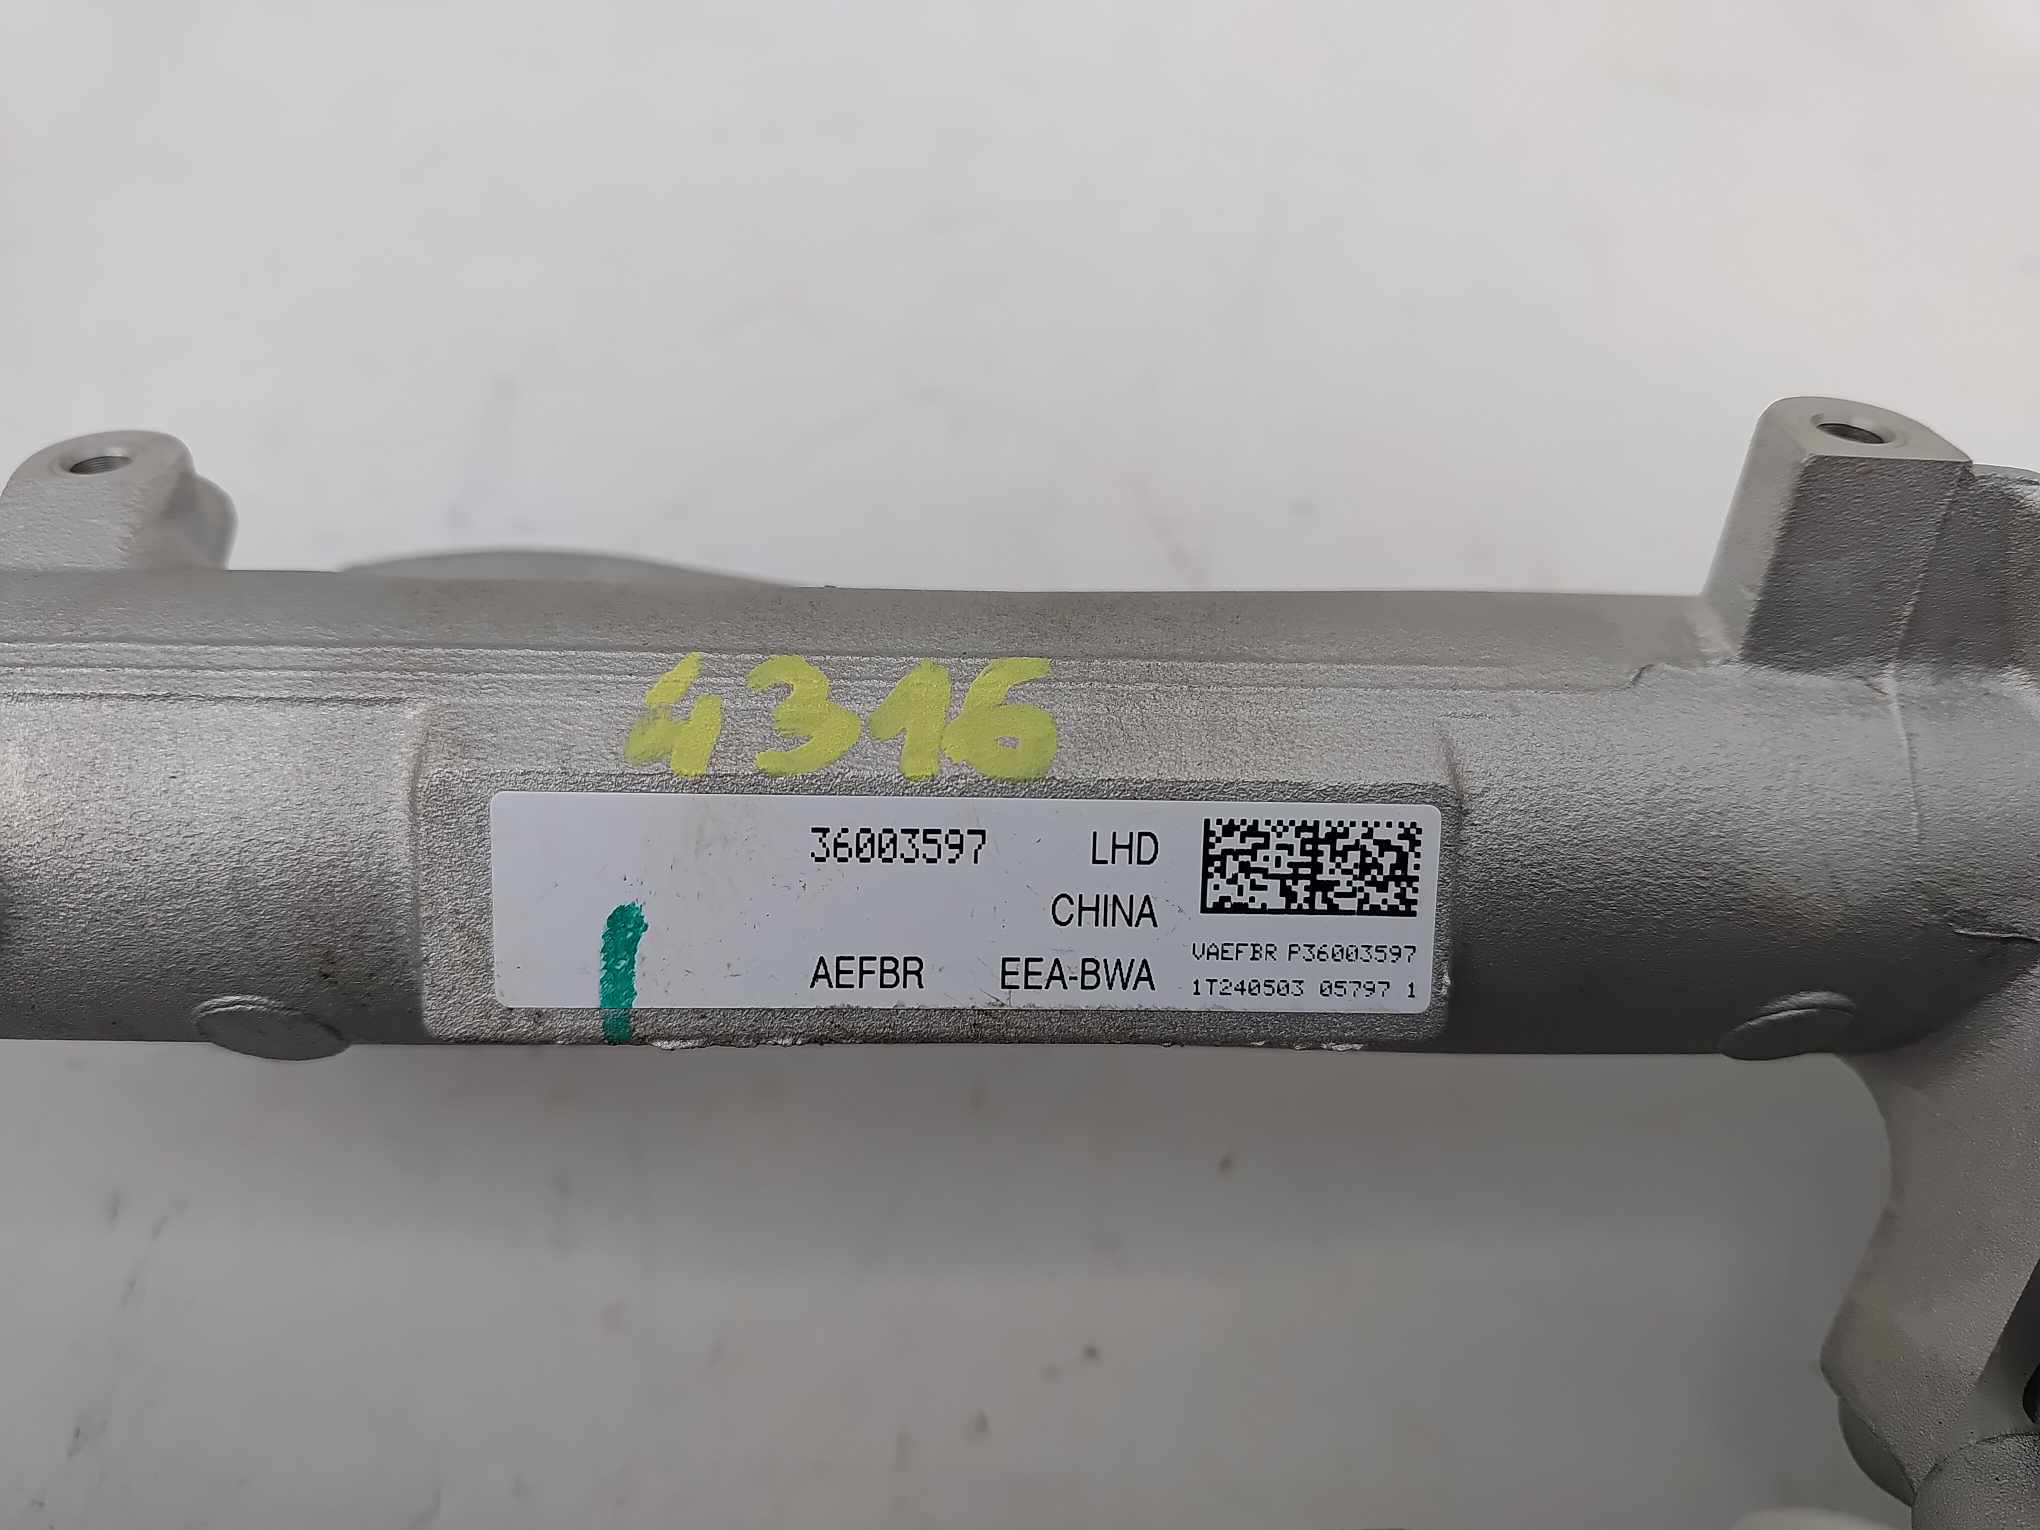 4316
36003597 LHD
CHINA
AEFBR EEA-BWA
VAEFBR P36003597
1T240503 05797 1